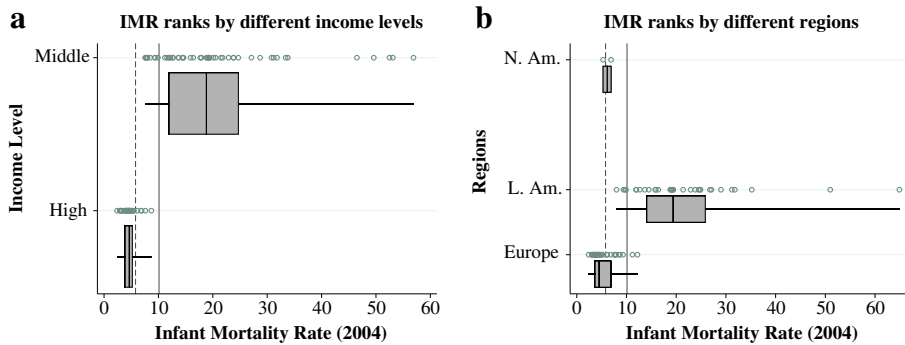 a
IMR ranks by different income levels
Income Level
Middle
High
0 10 20 30 40 50 60
Infant Mortality Rate (2004)
b
IMR ranks by different regions
Regions
N. Am.
L. Am.
Europe
0 10 20 30 40 50 60
Infant Mortality Rate (2004)